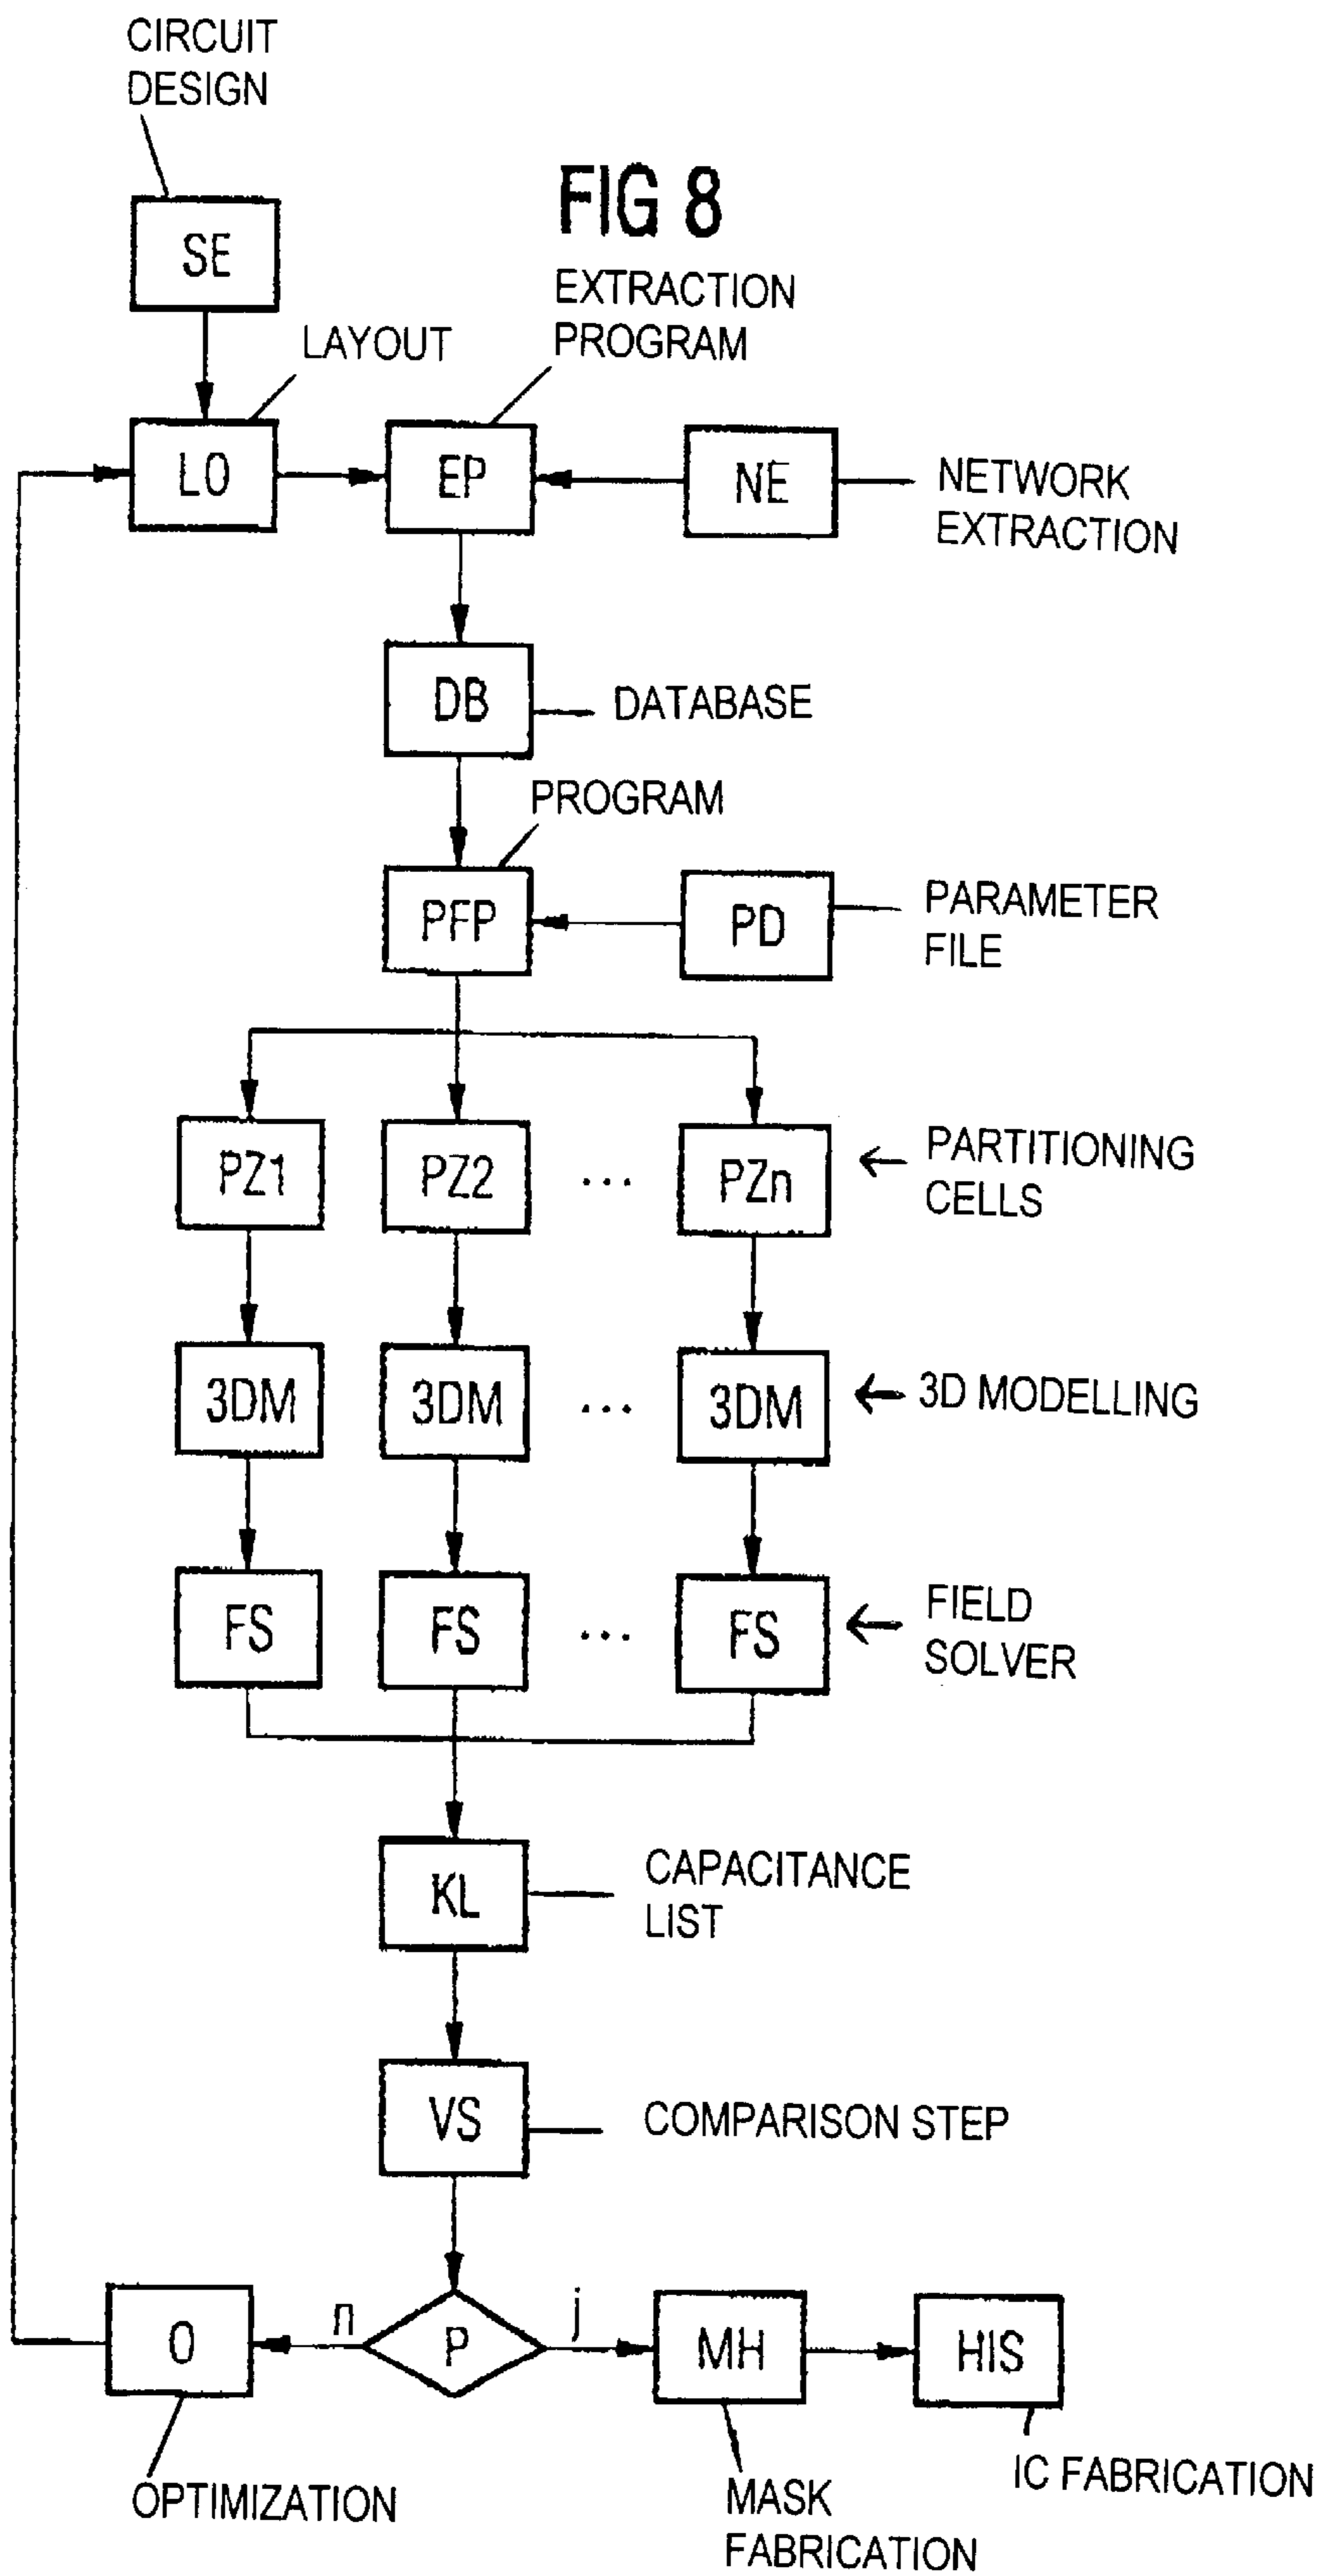 CIRCUIT
DESIGN
FIG 8
SE
EXTRACTION
PROGRAM
LAYOUT
LO
EP
NE
NETWORK
EXTRACTION
DB
DATABASE
PROGRAM
PFP
PD
PARAMETER
FILE
PZ1
PZ2
...
PZn
PARTITIONING
CELLS
3DM
3DM
...
3DM
3D MODELLING
FS
FS
...
FS
FIELD
SOLVER
KL
CAPACITANCE
LIST
VS
COMPARISON STEP
O
n
P
j
MH
HIS
OPTIMIZATION
MASK
FABRICATION
IC FABRICATION